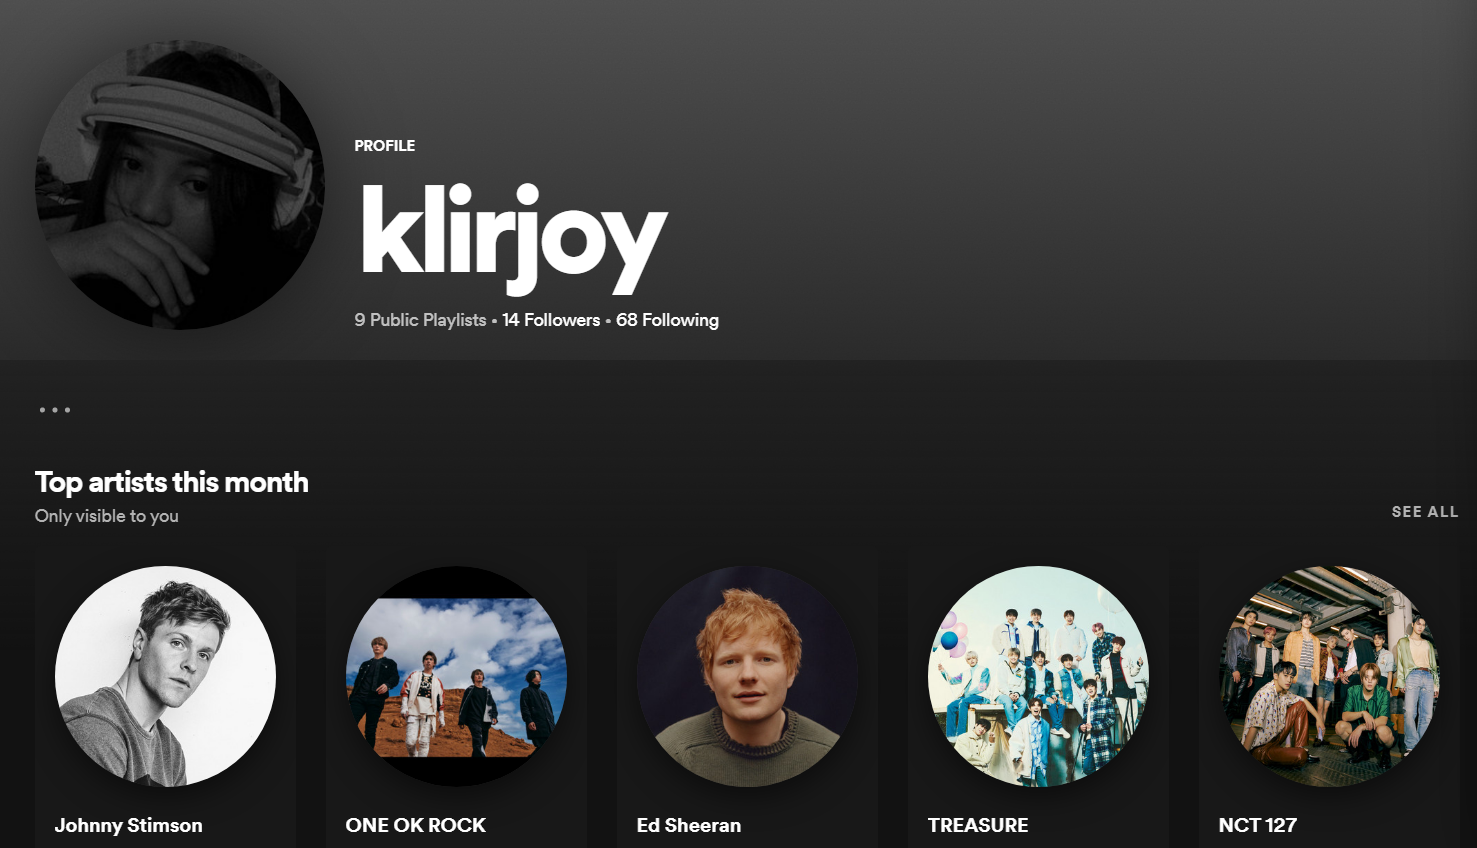 PROFILE
klirjoy
9 Public Playlists • 14 Followers • 68 Following
Top artists this month
Only visible to you
SEE ALL
Johnny Stimson
ONE OK ROCK
Ed Sheeran
TREASURE
NCT 127